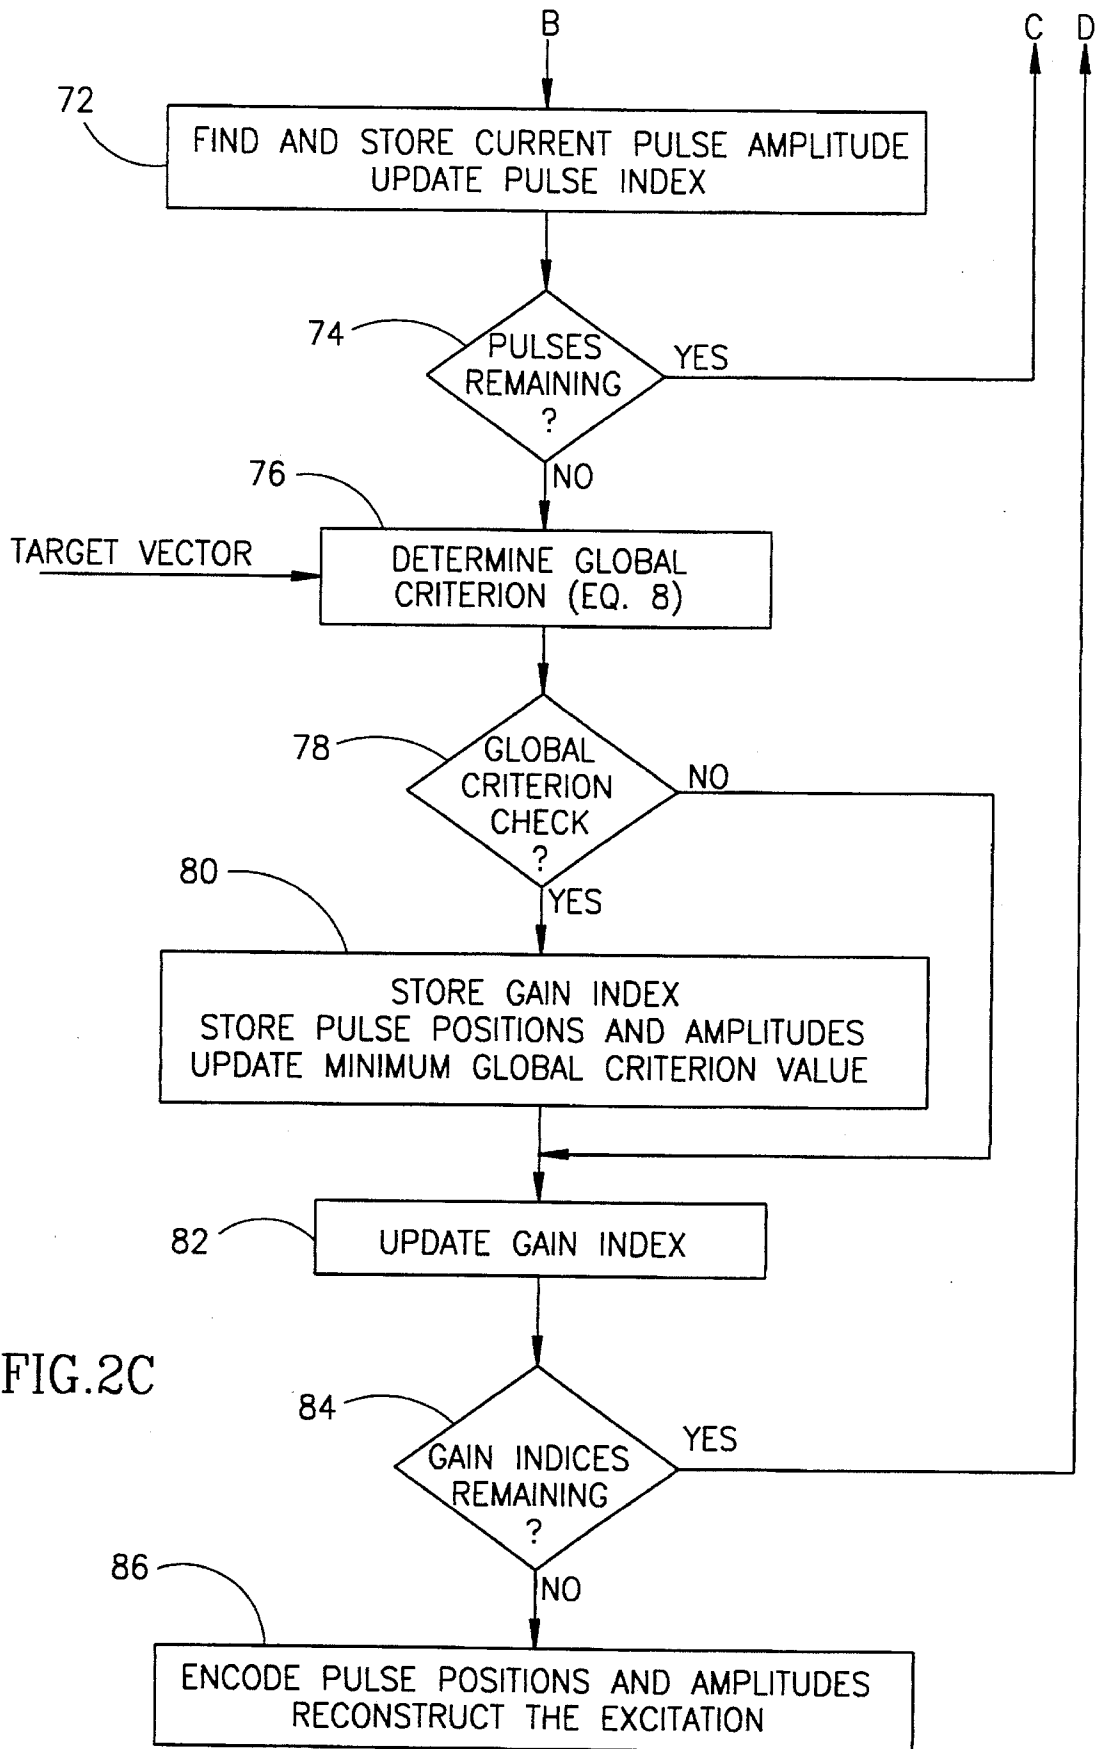 B
C D
72
FIND AND STORE CURRENT PULSE AMPLITUDE
UPDATE PULSE INDEX
74
PULSES
REMAINING
?
YES
NO
76
TARGET VECTOR
DETERMINE GLOBAL
CRITERION (EQ. 8)
78
GLOBAL
CRITERION
CHECK
?
NO
YES
80
STORE GAIN INDEX
STORE PULSE POSITIONS AND AMPLITUDES
UPDATE MINIMUM GLOBAL CRITERION VALUE
82
UPDATE GAIN INDEX
FIG.2C
84
GAIN INDICES
REMAINING
?
YES
NO
86
ENCODE PULSE POSITIONS AND AMPLITUDES
RECONSTRUCT THE EXCITATION